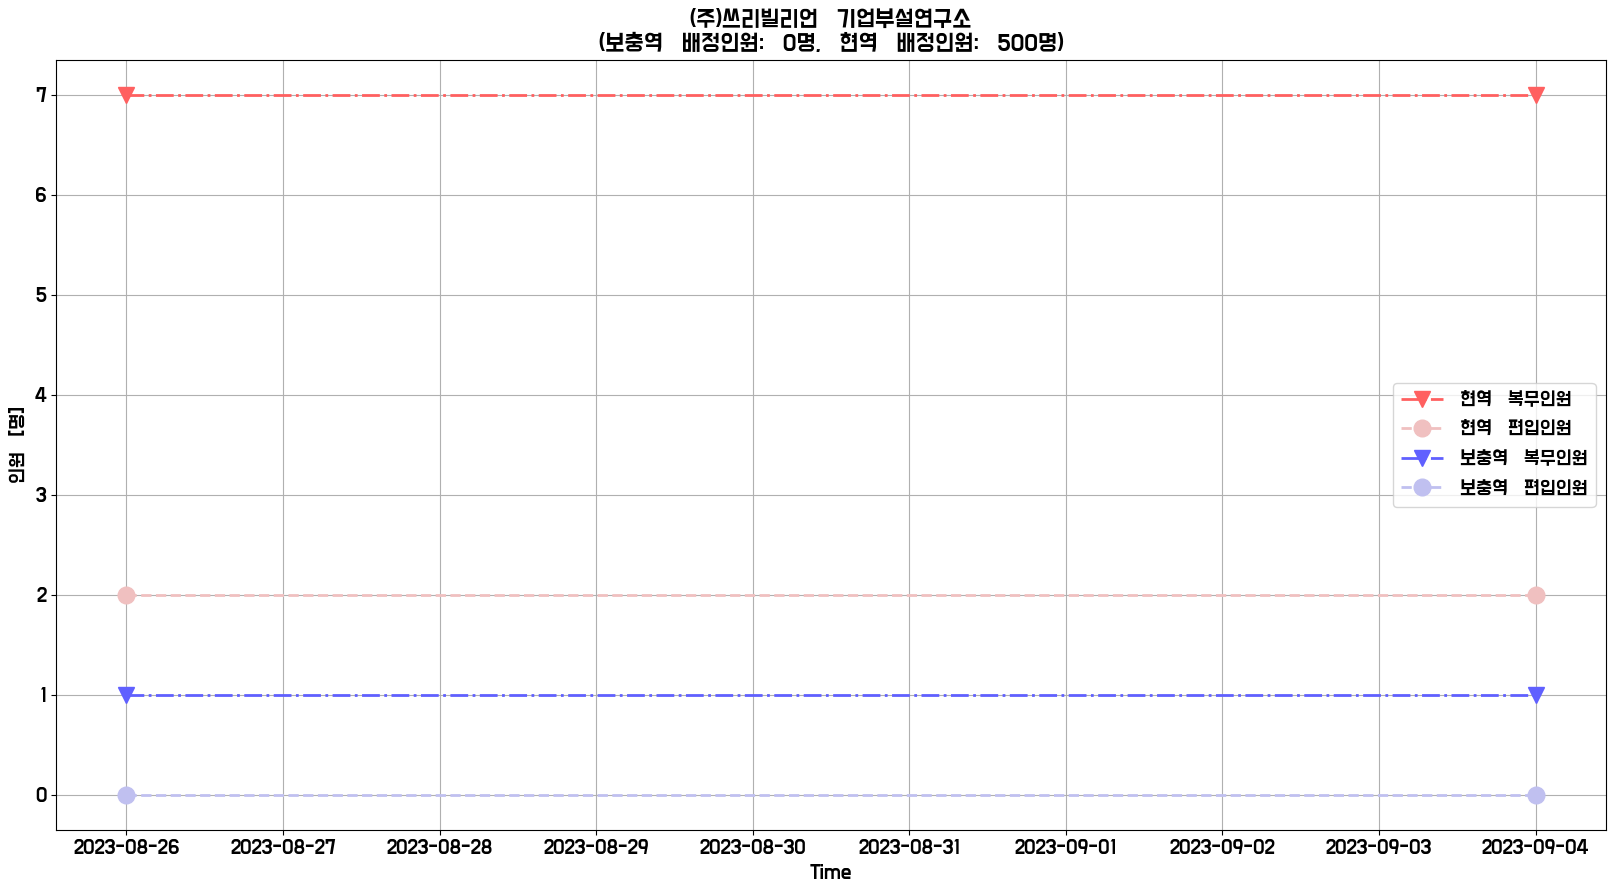 (주)쓰리빌리언 기업부설연구소
(보충역 배정인원: 0명, 현역 배정인원: 500명)
7
6
5
4
3
2
1
0
인원 [명]
현역 복무인원
현역 편입인원
보충역 복무인원
보충역 편입인원
2023-08-26 2023-08-27 2023-08-28 2023-08-29 2023-08-30 2023-08-31 2023-09-01 2023-09-02 2023-09-03 2023-09-04
Time